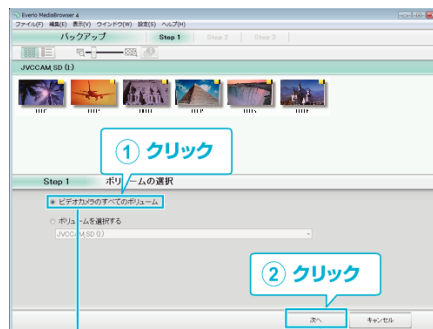 Everio MediaBrowser 4
ファイル(F) 編集(E) 表示(V) ウインドウ(W) 設定(S) ヘルプ(H)
バックアップ Step 1 Step 2 Step 3
JVCCAM_SD (I:)
① クリック
Step 1 ボリュームの選択
ビデオカメラのすべてのボリューム
ボリュームを選択する
JVCCAM_SD (I:)
② クリック
次へ キャンセル